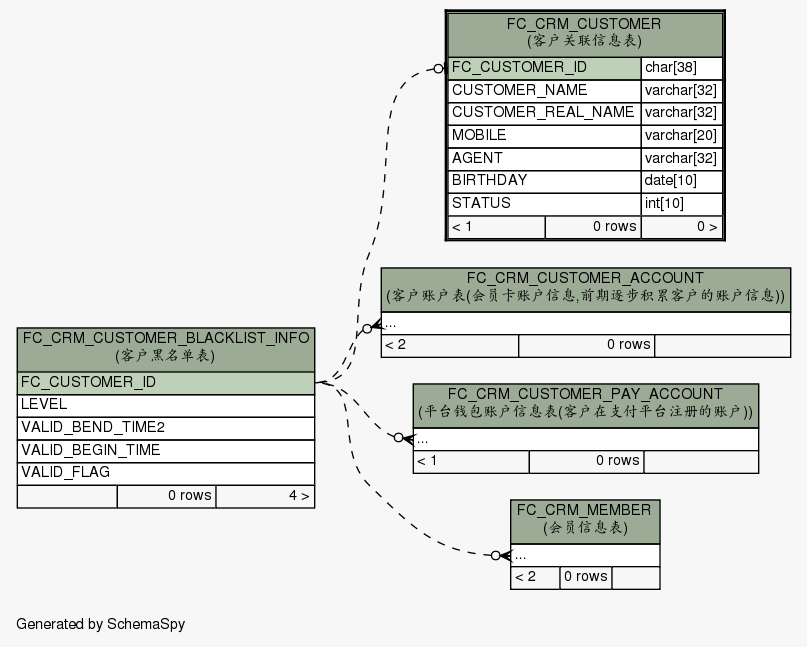 FC_CRM_CUSTOMER
(客户关联信息表)
FC_CUSTOMER_ID char[38]
CUSTOMER_NAME varchar[32]
CUSTOMER_REAL_NAME varchar[32]
MOBILE varchar[20]
AGENT varchar[32]
BIRTHDAY date[10]
STATUS int[10]
< 1 0 rows 0 >
FC_CRM_CUSTOMER_ACCOUNT
(客户账户表(会员卡账户信息,前期逐步积累客户的账户信息))
...
< 2 0 rows
FC_CRM_CUSTOMER_BLACKLIST_INFO
(客户黑名单表)
FC_CUSTOMER_ID
LEVEL
VALID_BEND_TIME2
VALID_BEGIN_TIME
VALID_FLAG
0 rows 4 >
FC_CRM_CUSTOMER_PAY_ACCOUNT
(平台钱包账户信息表(客户在支付平台注册的账户))
...
< 1 0 rows
FC_CRM_MEMBER
(会员信息表)
...
< 2 0 rows
Generated by SchemaSpy